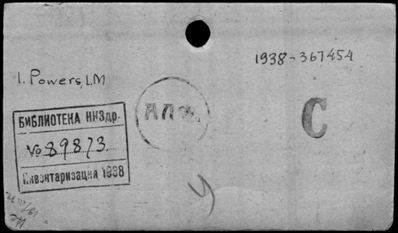 1938-367454
1. Powers, L.M
С
БИБЛИОТЕКА НКЗдр.
№ 89873
Инвентаризация 1938